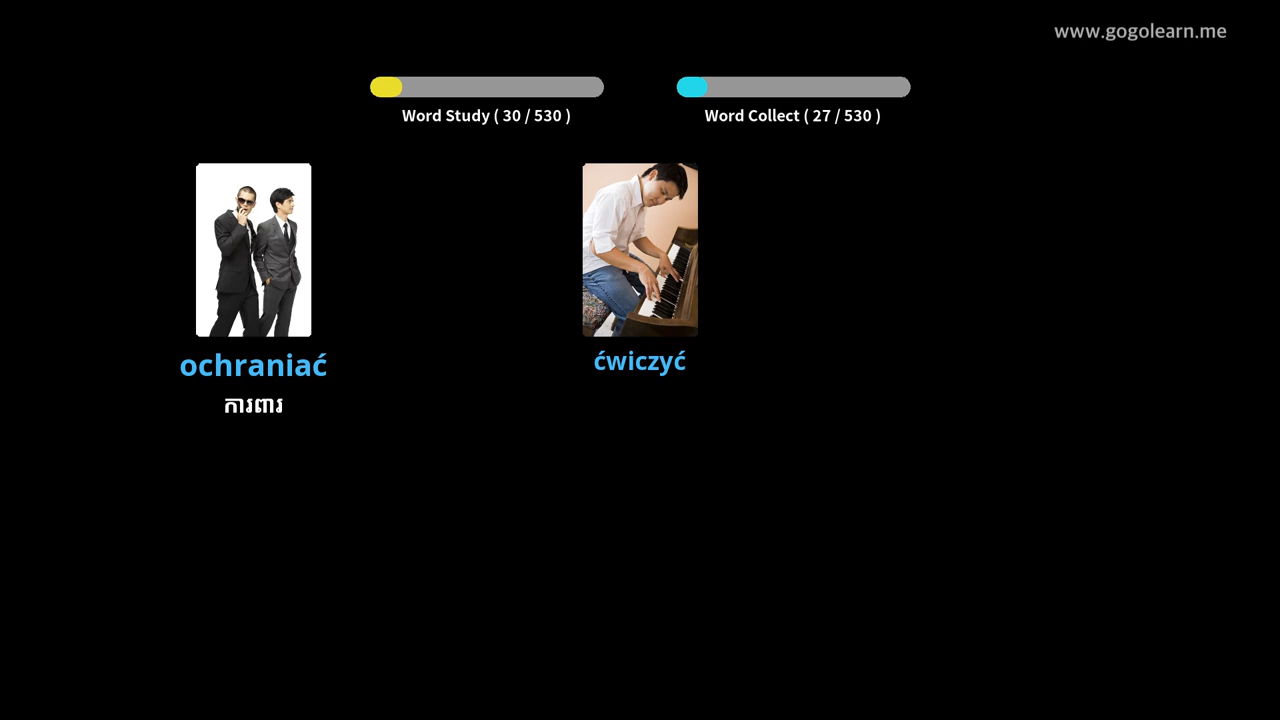 www.gogolearn.me
Word Study ( 30 / 530 )
Word Collect ( 27 / 530 )
ochraniać
ćwiczyć
ការពារ